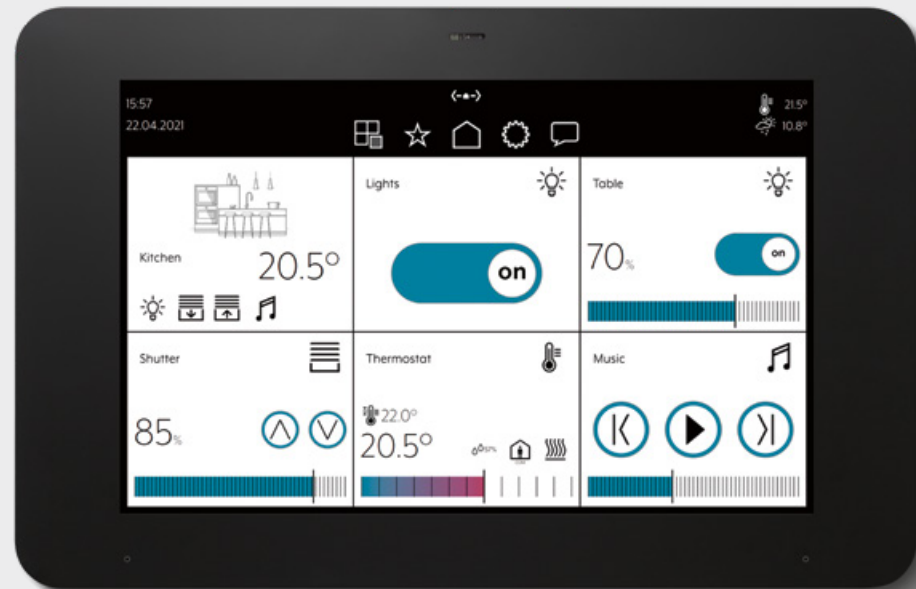 15:57
22.04.2021
21.5°
10.8°
Kitchen
20.5°
Lights
on
Table
70%
on
Shutter
85%
Thermostat
22.0°
20.5°
57%
Music